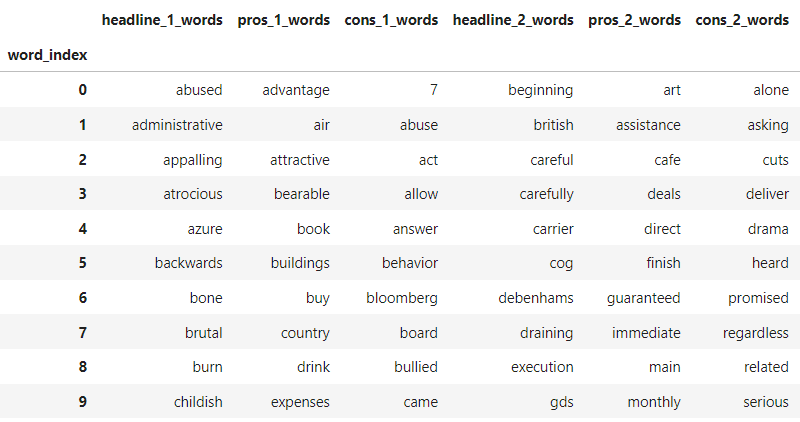 headline_1_words pros_1_words cons_1_words headline_2_words pros_2_words cons_2_words
word_index
0 abused advantage 7 beginning art alone
1 administrative air abuse british assistance asking
2 appalling attractive act careful cafe cuts
3 atrocious bearable allow carefully deals deliver
4 azure book answer carrier direct drama
5 backwards buildings behavior cog finish heard
6 bone buy bloomberg debenhams guaranteed promised
7 brutal country board draining immediate regardless
8 burn drink bullied execution main related
9 childish expenses came gds monthly serious